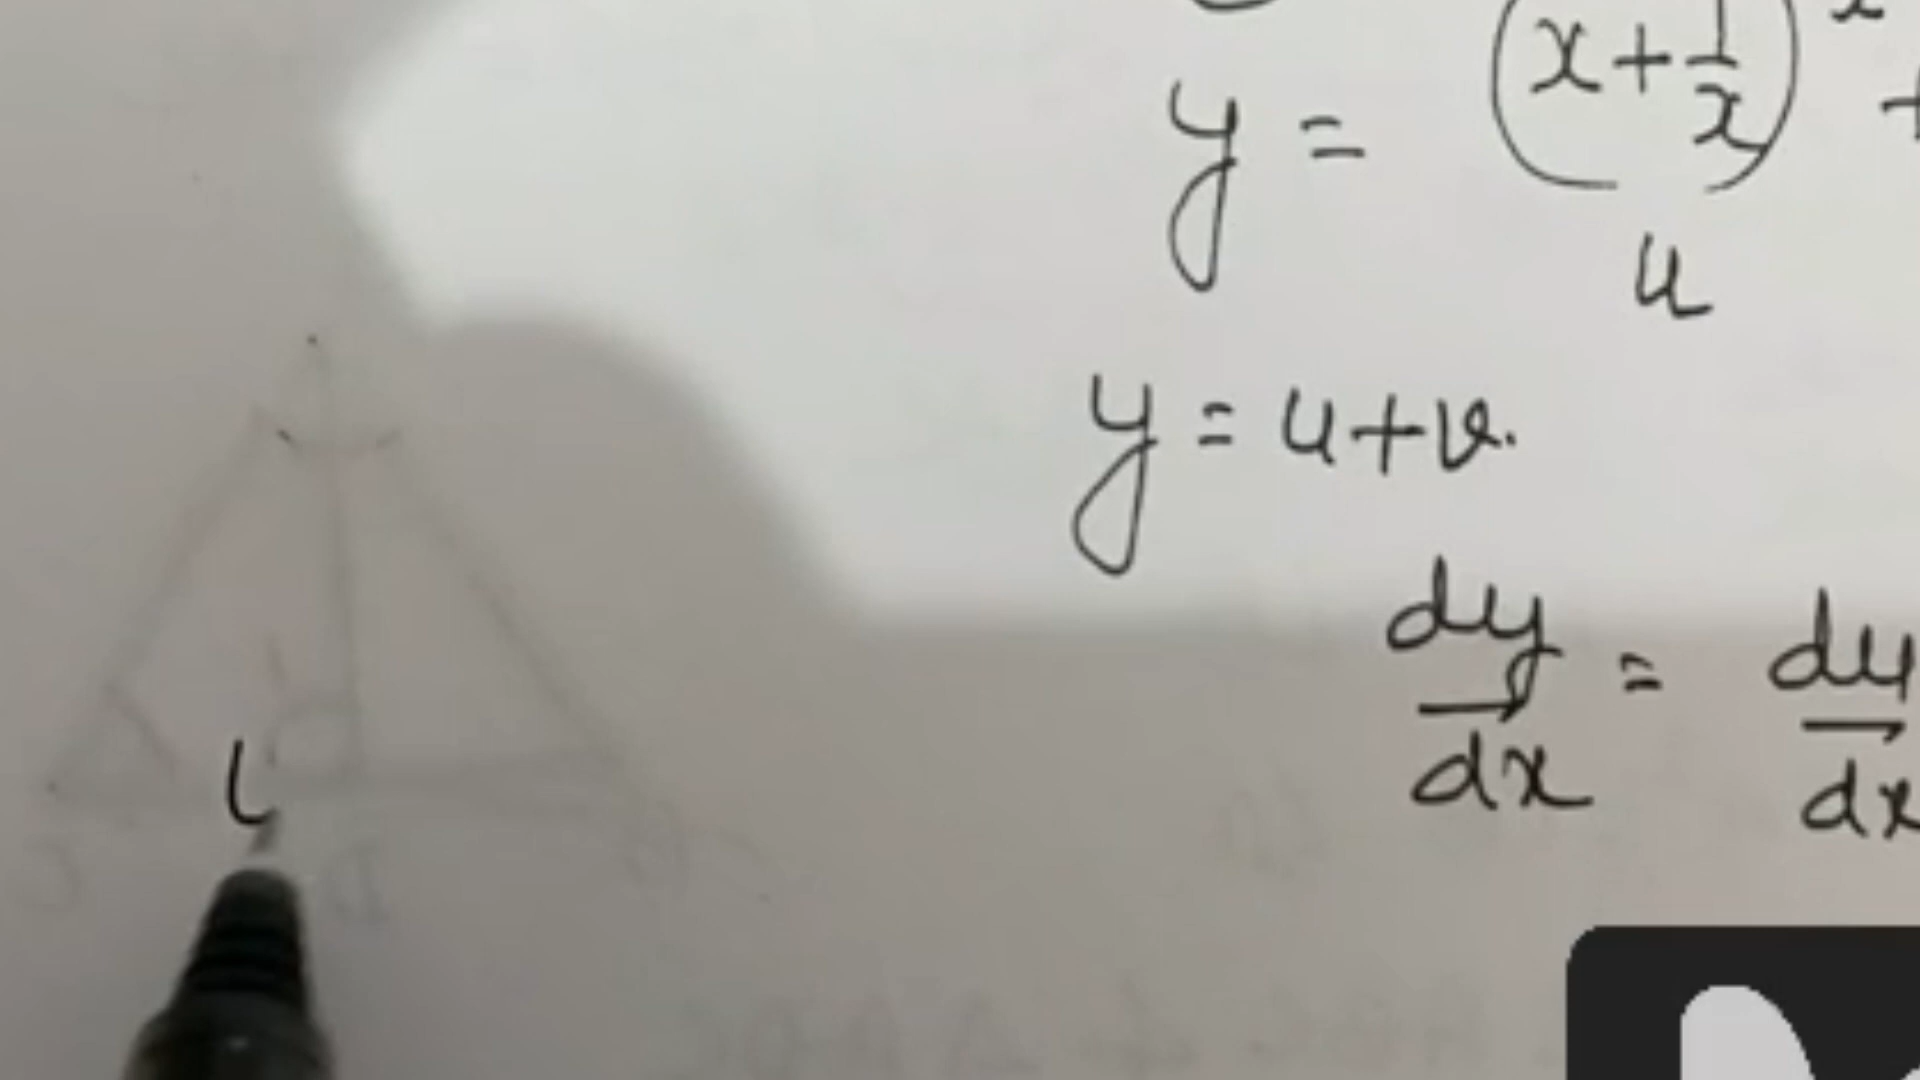 y = (x+1/x)^x +
u
y = u+v.
dy/dx = du/dx
u